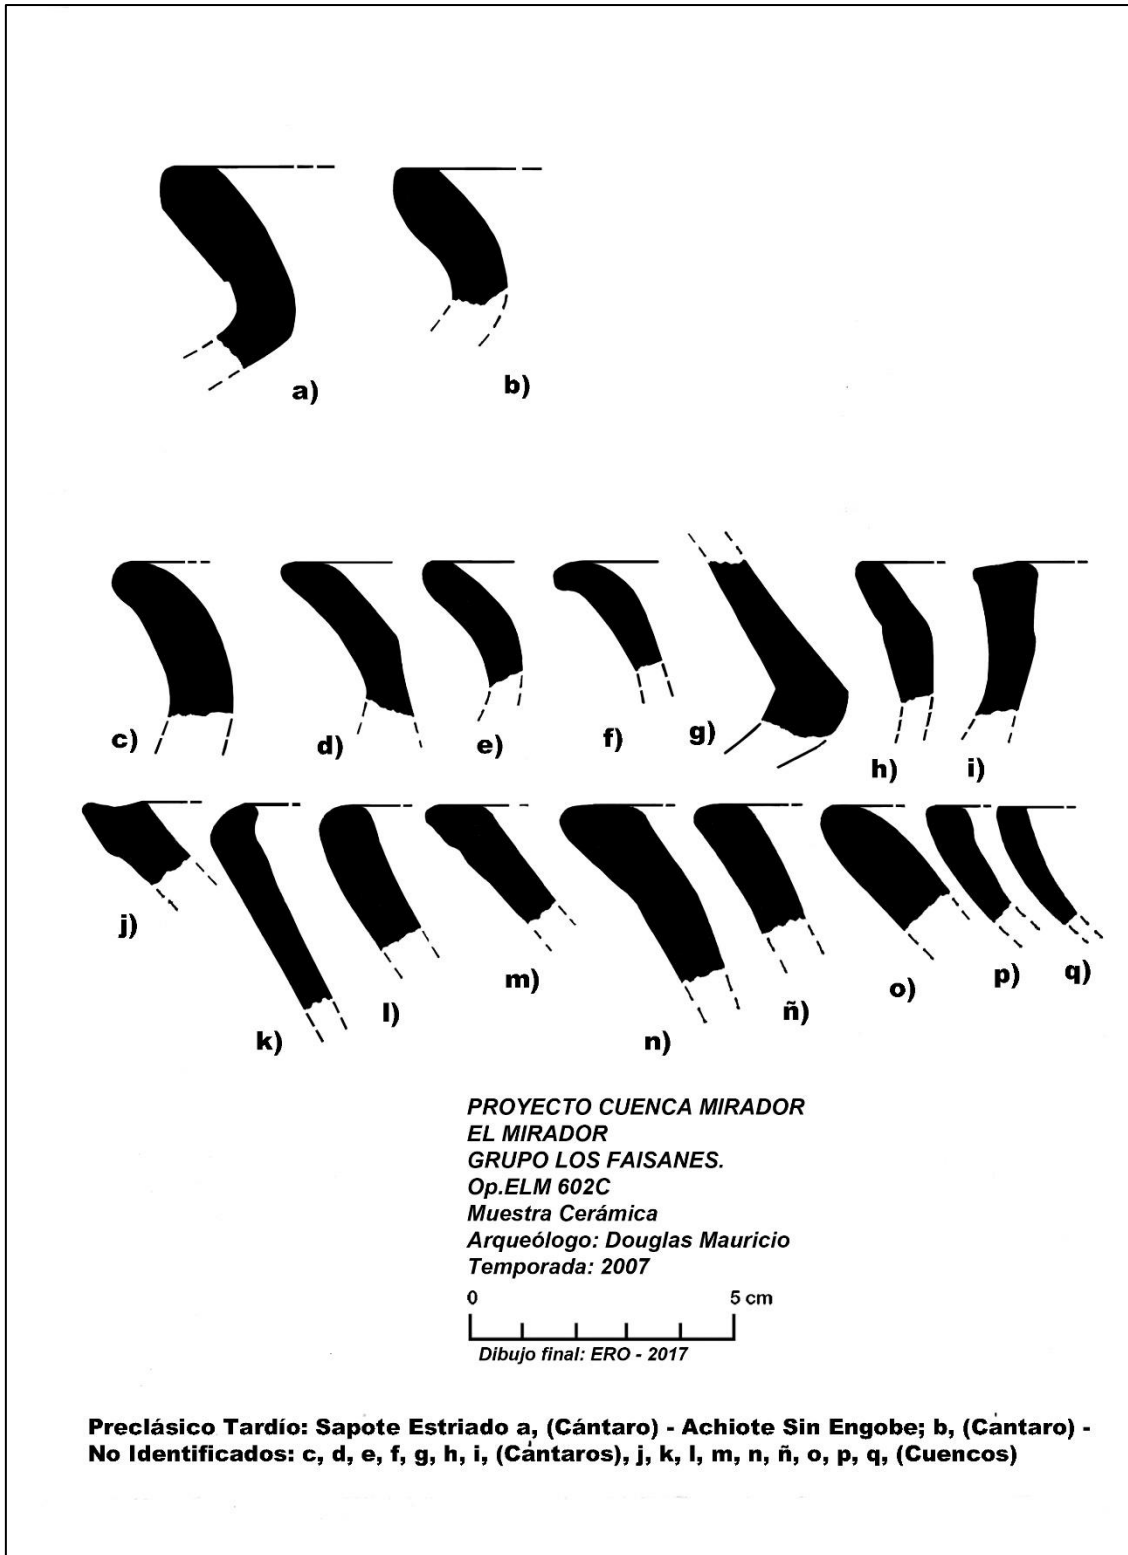 a)
b)
c)
d)
e)
f)
g)
h)
i)
j)
k)
l)
m)
n)
ñ)
o)
p)
q)
PROYECTO CUENCA MIRADOR
EL MIRADOR
GRUPO LOS FAISANES.
Op.ELM 602C
Muestra Cerámica
Arqueólogo: Douglas Mauricio
Temporada: 2007
0 5 cm
Dibujo final: ERO - 2017
Preclásico Tardío: Sapote Estriado a, (Cántaro) - Achiote Sin Engobe; b, (Cántaro) -
No Identificados: c, d, e, f, g, h, i, (Cántaros), j, k, l, m, n, ñ, o, p, q, (Cuencos)